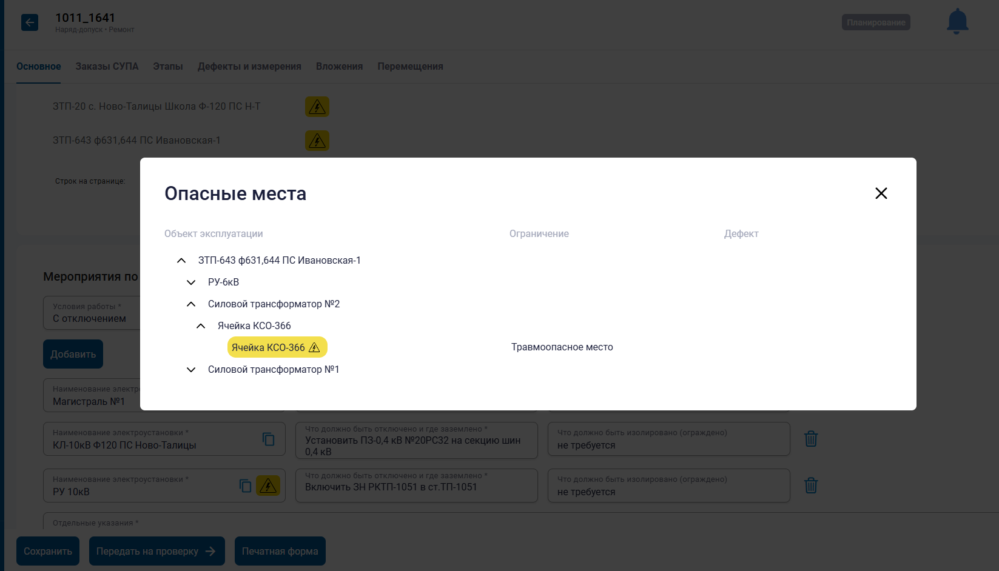 1011_1641
Наряд-допуск • Ремонт
Планирование
Основное
Заказы СУПА
Этапы
Дефекты и измерения
Вложения
Перемещения
ЗТП-20 с. Ново-Талицы Школа Ф-120 ПС Н-Т
ЗТП-643 ф631,644 ПС Ивановская-1
Строк на странице:
Опасные места
Объект эксплуатации
Ограничение
Дефект
ЗТП-643 ф631,644 ПС Ивановская-1
РУ-6кВ
Силовой трансформатор №2
Ячейка КСО-366
Ячейка КСО-366
Травмоопасное место
Силовой трансформатор №1
Мероприятия по
Условия работы *
С отключением
Добавить
Наименование электро
Магистраль №1
Наименование электроустановки *
КЛ-10кВ Ф120 ПС Ново-Талицы
Что должно быть отключено и где заземлено *
Установить ПЗ-0,4 кВ №20РС32 на секцию шин
0,4 кВ
Что должно быть изолировано (ограждено)
не требуется
Наименование электроустановки *
РУ 10кВ
Что должно быть отключено и где заземлено *
Включить ЗН РКТП-1051 в ст.ТП-1051
Что должно быть изолировано (ограждено)
не требуется
Отдельные указания *
Сохранить
Передать на проверку
Печатная форма